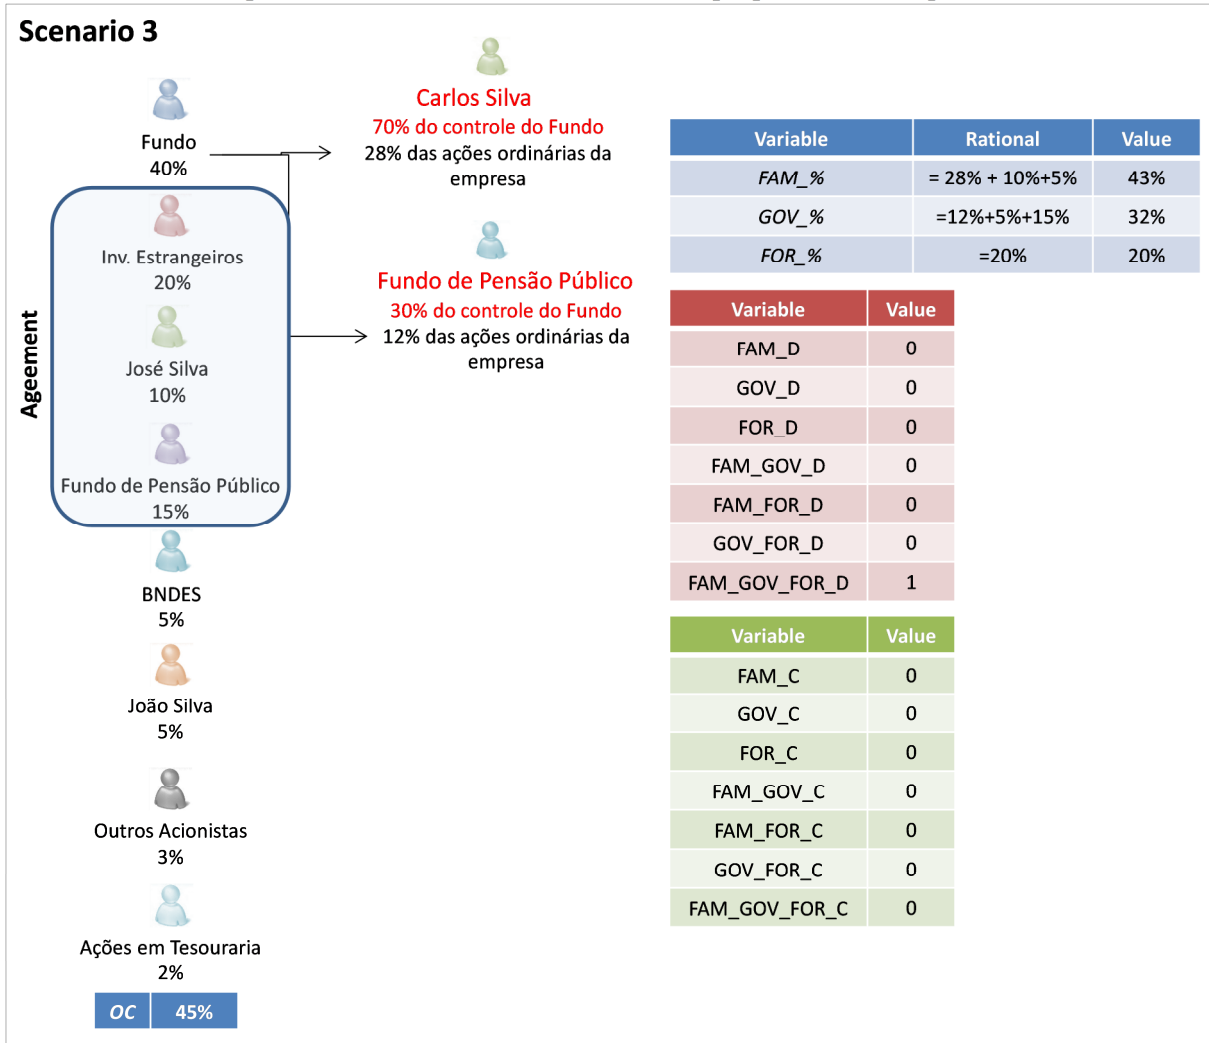 Scenario 3
Fundo
40%
Ageement
Inv. Estrangeiros
20%
José Silva
10%
Fundo de Pensão Público
15%
BNDES
5%
João Silva
5%
Outros Acionistas
3%
Ações em Tesouraria
2%
OC 45%
Carlos Silva
70% do controle do Fundo
28% das ações ordinárias da
empresa
Fundo de Pensão Público
30% do controle do Fundo
12% das ações ordinárias da
empresa
Variable Rational Value
FAM_% = 28% + 10%+5% 43%
GOV_% =12%+5%+15% 32%
FOR_% =20% 20%
Variable Value
FAM_D 0
GOV_D 0
FOR_D 0
FAM_GOV_D 0
FAM_FOR_D 0
GOV_FOR_D 0
FAM_GOV_FOR_D 1
Variable Value
FAM_C 0
GOV_C 0
FOR_C 0
FAM_GOV_C 0
FAM_FOR_C 0
GOV_FOR_C 0
FAM_GOV_FOR_C 0